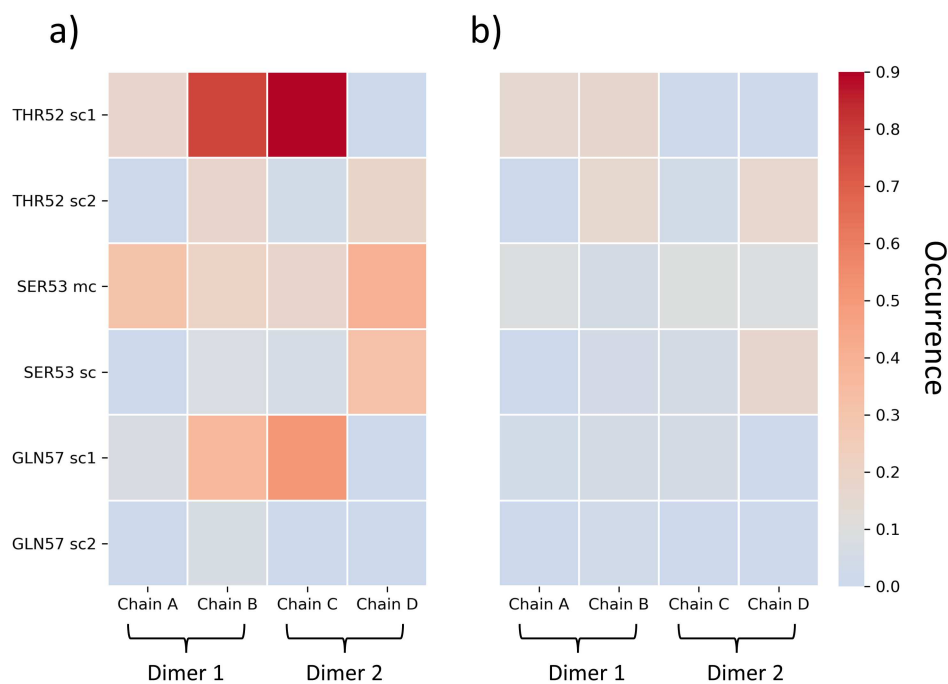 a)
b)
THR52 sc1
THR52 sc2
SER53 mc
SER53 sc
GLN57 sc1
GLN57 sc2
Chain A Chain B Chain C Chain D
Dimer 1 Dimer 2
Chain A Chain B Chain C Chain D
Dimer 1 Dimer 2
0.9
0.8
0.7
0.6
0.5
0.4
0.3
0.2
0.1
0.0
Occurrence